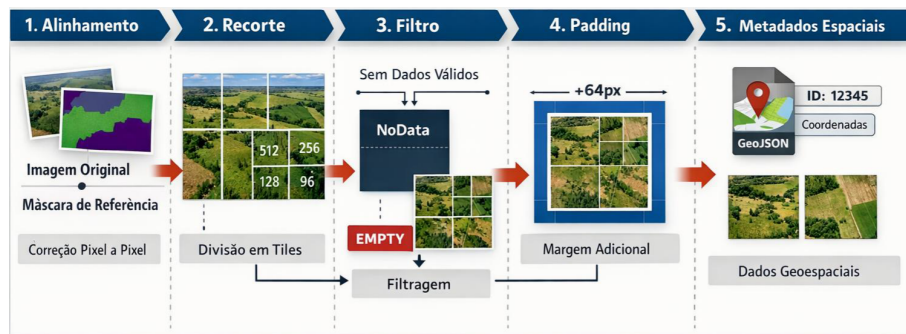 1. Alinhamento
2. Recorte
3. Filtro
4. Padding
5. Metadados Espaciais
Imagem Original
Màscara de Referência
Correção Pixel a Pixel
512
256
128
96
Divisão em Tiles
Sem Dados Válidos
NoData
EMPTY
Filtragem
+64px
Margem Adicional
GeoJSON
ID: 12345
Coordenadas
Dados Geoespaciais